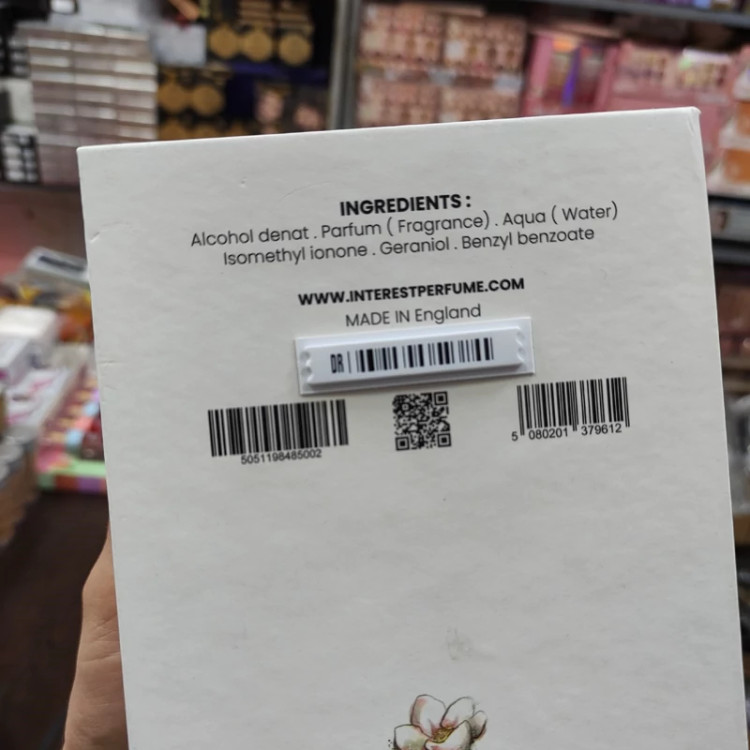 INGREDIENTS :
Alcohol denat . Parfum ( Fragrance) . Aqua ( Water)
Isomethyl ionone . Geraniol . Benzyl benzoate
WWW.INTERESTPERFUME.COM
MADE IN England
DR
5051198485002
5 080201 379612